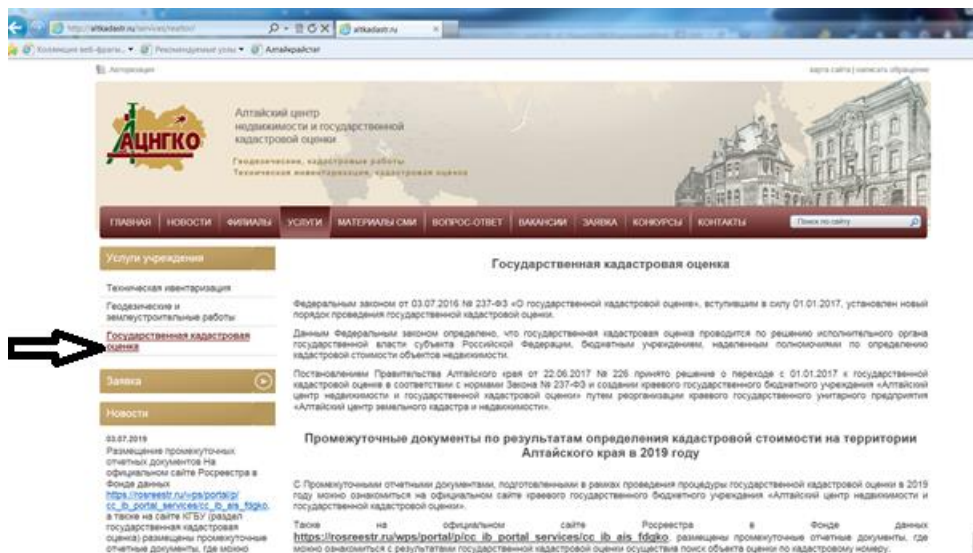 http://altkadastr.ru/services/realtor/
altkadastr.ru
Коллекция веб-фрагм...
Рекомендуемые узлы
Алтайкрайстат
Авторизация
карта сайта | написать обращение
АЦНГКО
Алтайский центр
недвижимости и государственной
кадастровой оценки
Геодезические, кадастровые работы
Техническая инвентаризация, кадастровая оценка
ГЛАВНАЯ НОВОСТИ ФИЛИАЛЫ УСЛУГИ МАТЕРИАЛЫ СМИ ВОПРОС-ОТВЕТ ВАКАНСИИ ЗАЯВКА КОНКУРСЫ КОНТАКТЫ Поиск по сайту
Услуги учреждения
Техническая ивентаризация
Геодезические и
землеустроительные работы
Государственная кадастровая
оценка
Заявка
Новости
03.07.2019
Размещение промежуточных
отчетных документов На
официальном сайте Росреестра в
Фонде данных
https://rosreestr.ru/wps/portal/p/
cc_ib_portal_services/cc_ib_ais_fdgko,
а также на сайте КГБУ (раздел
государственная кадастровая
оценка) размещены промежуточные
отчетные документы, где можно
Государственная кадастровая оценка
Федеральным законом от 03.07.2016 № 237-ФЗ «О государственной кадастровой оценке», вступившим в силу 01.01.2017, установлен новый
порядок проведения государственной кадастровой оценки.
Данным Федеральным законом определено, что государственная кадастровая оценка проводится по решению исполнительного органа
государственной власти субъекта Российской Федерации, бюджетным учреждением, наделенным полномочиями по определению
кадастровой стоимости объектов недвижимости.
Постановлением Правительства Алтайского края от 22.06.2017 № 226 принято решение о переходе с 01.01.2017 к государственной
кадастровой оценке в соответствии с нормами Закона № 237-ФЗ и создании краевого государственного бюджетного учреждения «Алтайский
центр недвижимости и государственной кадастровой оценки» путем реорганизации краевого государственного унитарного предприятия
«Алтайский центр земельного кадастра и недвижимости».
Промежуточные документы по результатам определения кадастровой стоимости на территории
Алтайского края в 2019 году
С Промежуточными отчетными документами, подготовленными в рамках проведения процедуры государственной кадастровой оценки в 2019
году можно ознакомиться на официальном сайте краевого государственного бюджетного учреждения «Алтайский центр недвижимости и
государственной кадастровой оценки».
Также на официальном сайте Росреестра в Фонде данных
https://rosreestr.ru/wps/portal/p/cc_ib_portal_services/cc_ib_ais_fdgko, размещены промежуточные отчетные документы, где
можно ознакомиться с результатами государственной кадастровой оценки осуществив поиск объекта оценки по кадастровому номеру.